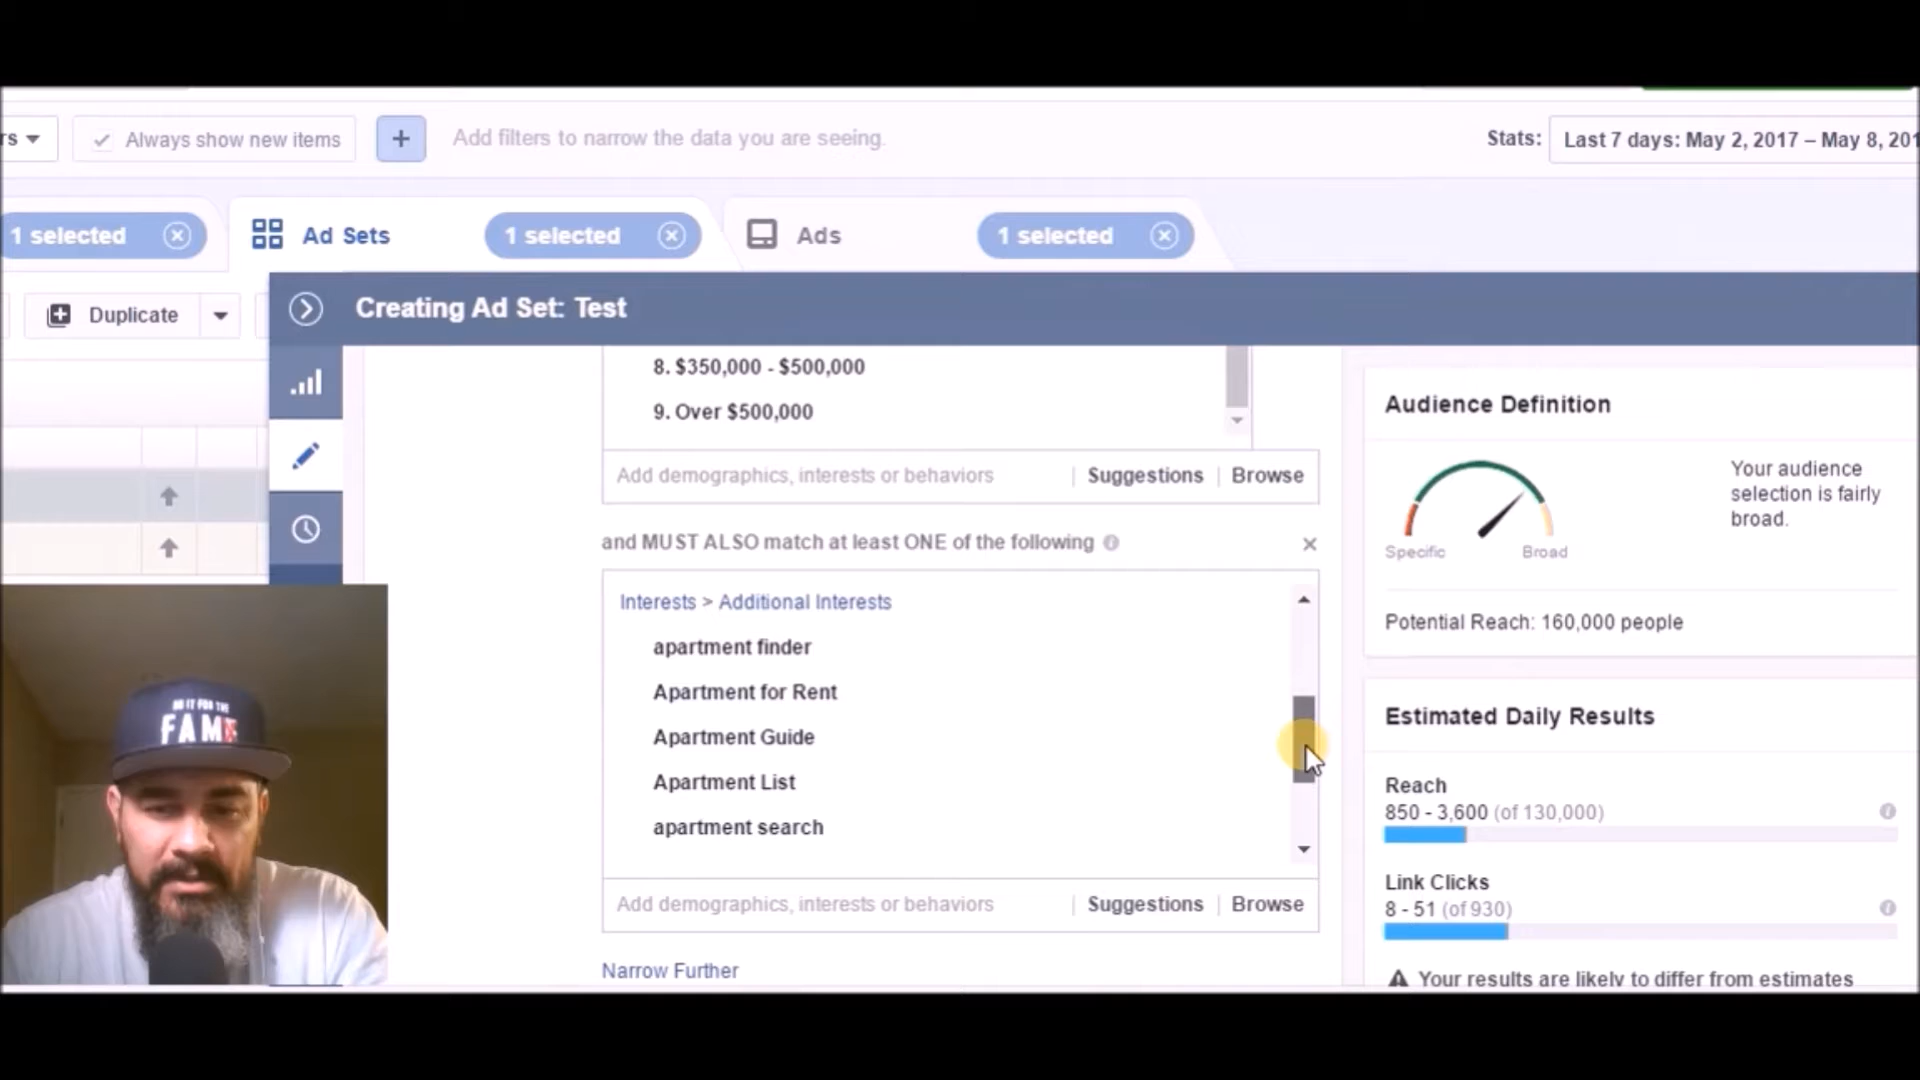 rs
Always show new items
+
Add filters to narrow the data you are seeing.
Stats:
Last 7 days: May 2, 2017 – May 8, 201
1 selected
Ad Sets
1 selected
Ads
1 selected
Duplicate
Creating Ad Set: Test
8. $350,000 - $500,000
9. Over $500,000
Add demographics, interests or behaviors | Suggestions | Browse
and MUST ALSO match at least ONE of the following
Interests > Additional Interests
apartment finder
Apartment for Rent
Apartment Guide
Apartment List
apartment search
Add demographics, interests or behaviors | Suggestions | Browse
Narrow Further
Audience Definition
Your audience
selection is fairly
broad.
Specific
Broad
Potential Reach: 160,000 people
Estimated Daily Results
Reach
850 - 3,600 (of 130,000)
Link Clicks
8 - 51 (of 930)
Your results are likely to differ from estimates
DO IT FOR THE
FAME